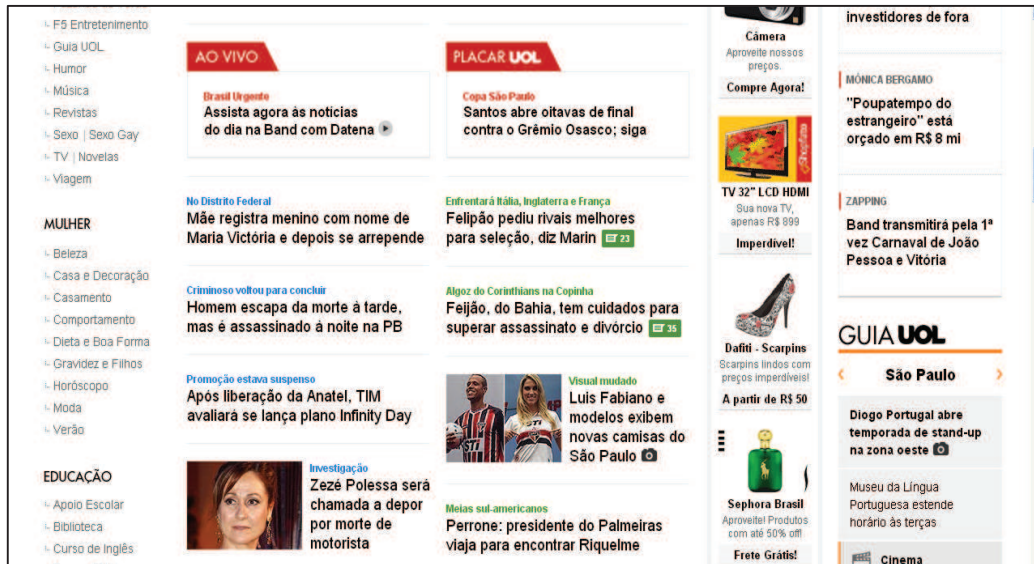 F5 Entretenimento
Guia UOL
Humor
Música
Revistas
Sexo | Sexo Gay
TV | Novelas
Viagem
MULHER
Beleza
Casa e Decoração
Casamento
Comportamento
Dieta e Boa Forma
Gravidez e Filhos
Horóscopo
Moda
Verão
EDUCAÇÃO
Apoio Escolar
Biblioteca
Curso de Inglês
AO VIVO
Brasil Urgente
Assista agora às notícias
do dia na Band com Datena
No Distrito Federal
Mãe registra menino com nome de
Maria Victória e depois se arrepende
Criminoso voltou para concluir
Homem escapa da morte à tarde,
mas é assassinado à noite na PB
Promoção estava suspenso
Após liberação da Anatel, TIM
avaliará se lança plano Infinity Day
Investigação
Zezé Polessa será
chamada a depor
por morte de
motorista
PLACAR UOL
Copa São Paulo
Santos abre oitavas de final
contra o Grêmio Osasco; siga
Enfrentará Itália, Inglaterra e França
Felipão pediu rivais melhores
para seleção, diz Marin 23
Algoz do Corinthians na Copinha
Feijão, do Bahia, tem cuidados para
superar assassinato e divórcio 35
Visual mudado
Luis Fabiano e
modelos exibem
novas camisas do
São Paulo
Meias sul-americanos
Perrone: presidente do Palmeiras
viaja para encontrar Riquelme
Câmera
Aproveite nossos
preços.
Compre Agora!
TV 32" LCD HDMI
Sua nova TV,
apenas R$ 899
Imperdível!
Dafiti - Scarpins
Scarpins lindos com
preços imperdíveis!
A partir de R$ 50
Sephora Brasil
Aproveite! Produtos
com até 50% off!
Frete Grátis!
investidores de fora
MÔNICA BERGAMO
"Poupatempo do
estrangeiro" está
orçado em R$ 8 mi
ZAPPING
Band transmitirá pela 1ª
vez Carnaval de João
Pessoa e Vitória
GUIA UOL
São Paulo
Diogo Portugal abre
temporada de stand-up
na zona oeste
Museu da Língua
Portuguesa estende
horário às terças
Cinema